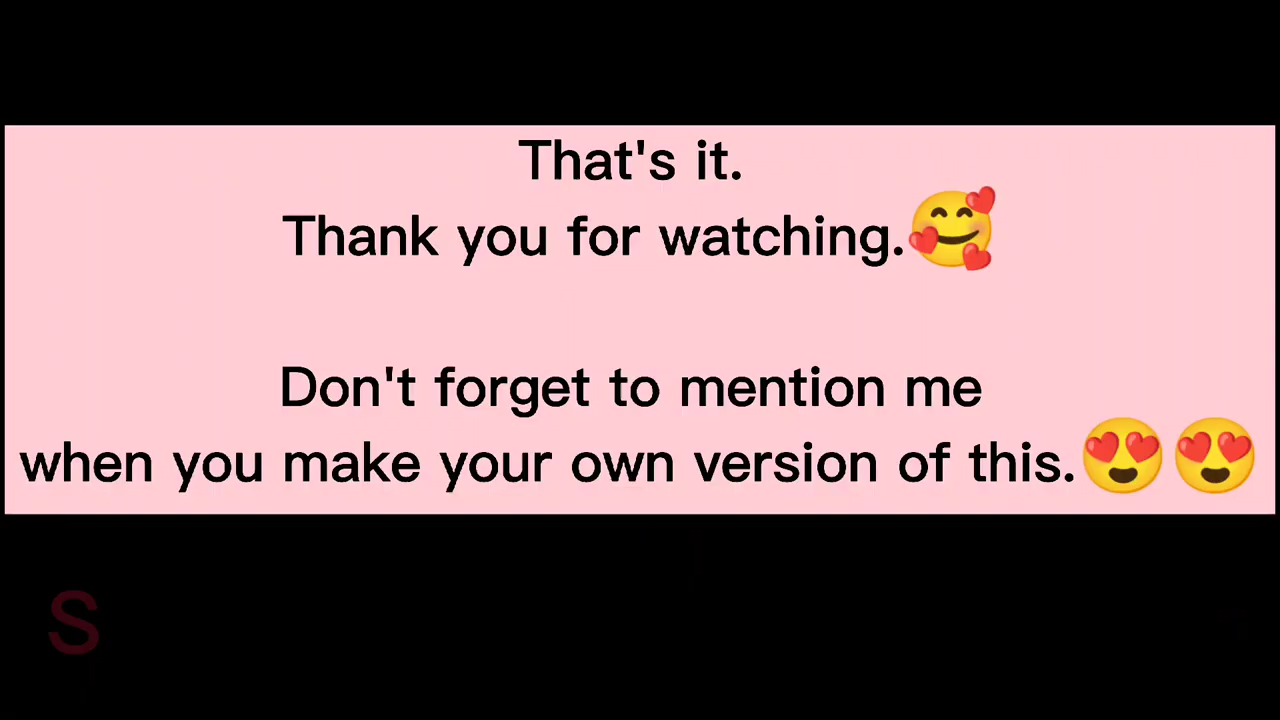 That's it.
Thank you for watching.🥰
Don't forget to mention me
when you make your own version of this.😍😍
S